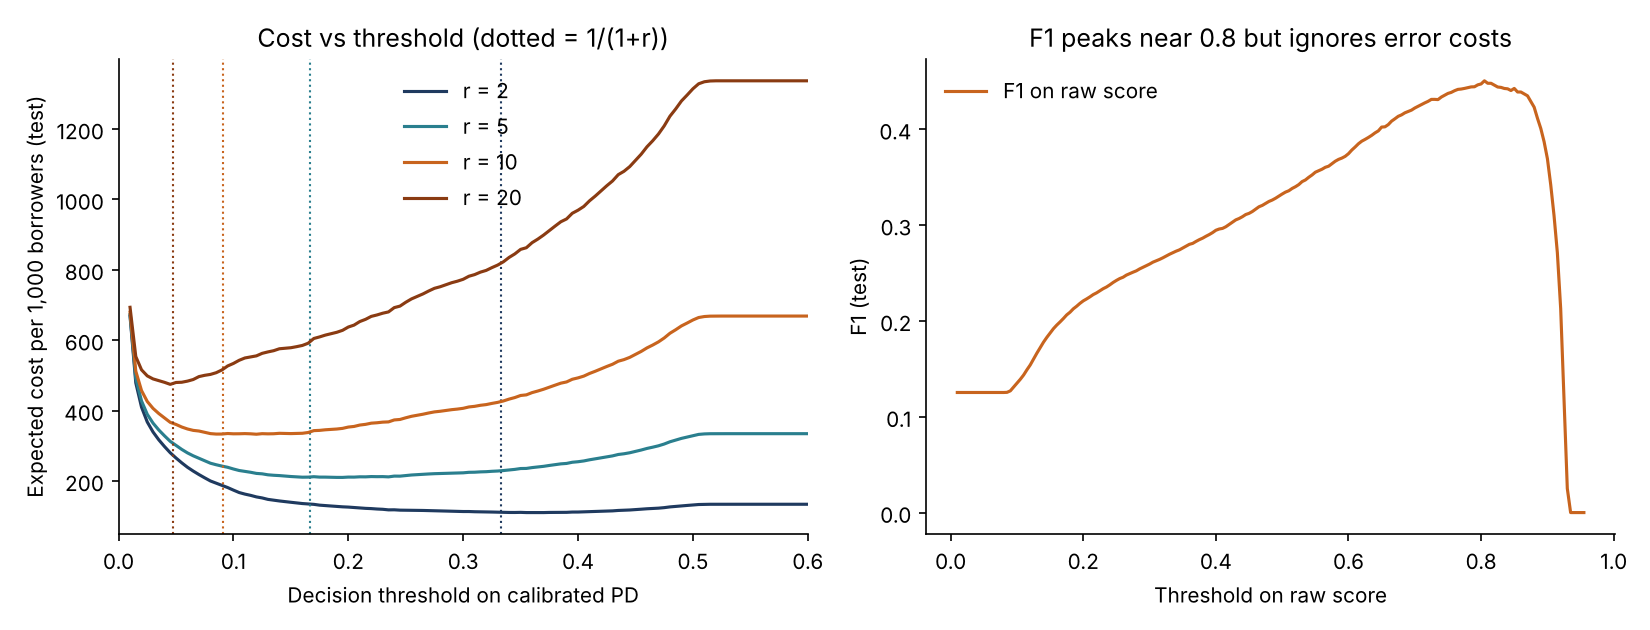 Cost vs threshold (dotted = 1/(1+r))
Expected cost per 1,000 borrowers (test)
1200
1000
800
600
400
200
r = 2
r = 5
r = 10
r = 20
0.0 0.1 0.2 0.3 0.4 0.5 0.6
Decision threshold on calibrated PD
F1 peaks near 0.8 but ignores error costs
F1 (test)
0.4
0.3
0.2
0.1
0.0
F1 on raw score
0.0 0.2 0.4 0.6 0.8 1.0
Threshold on raw score